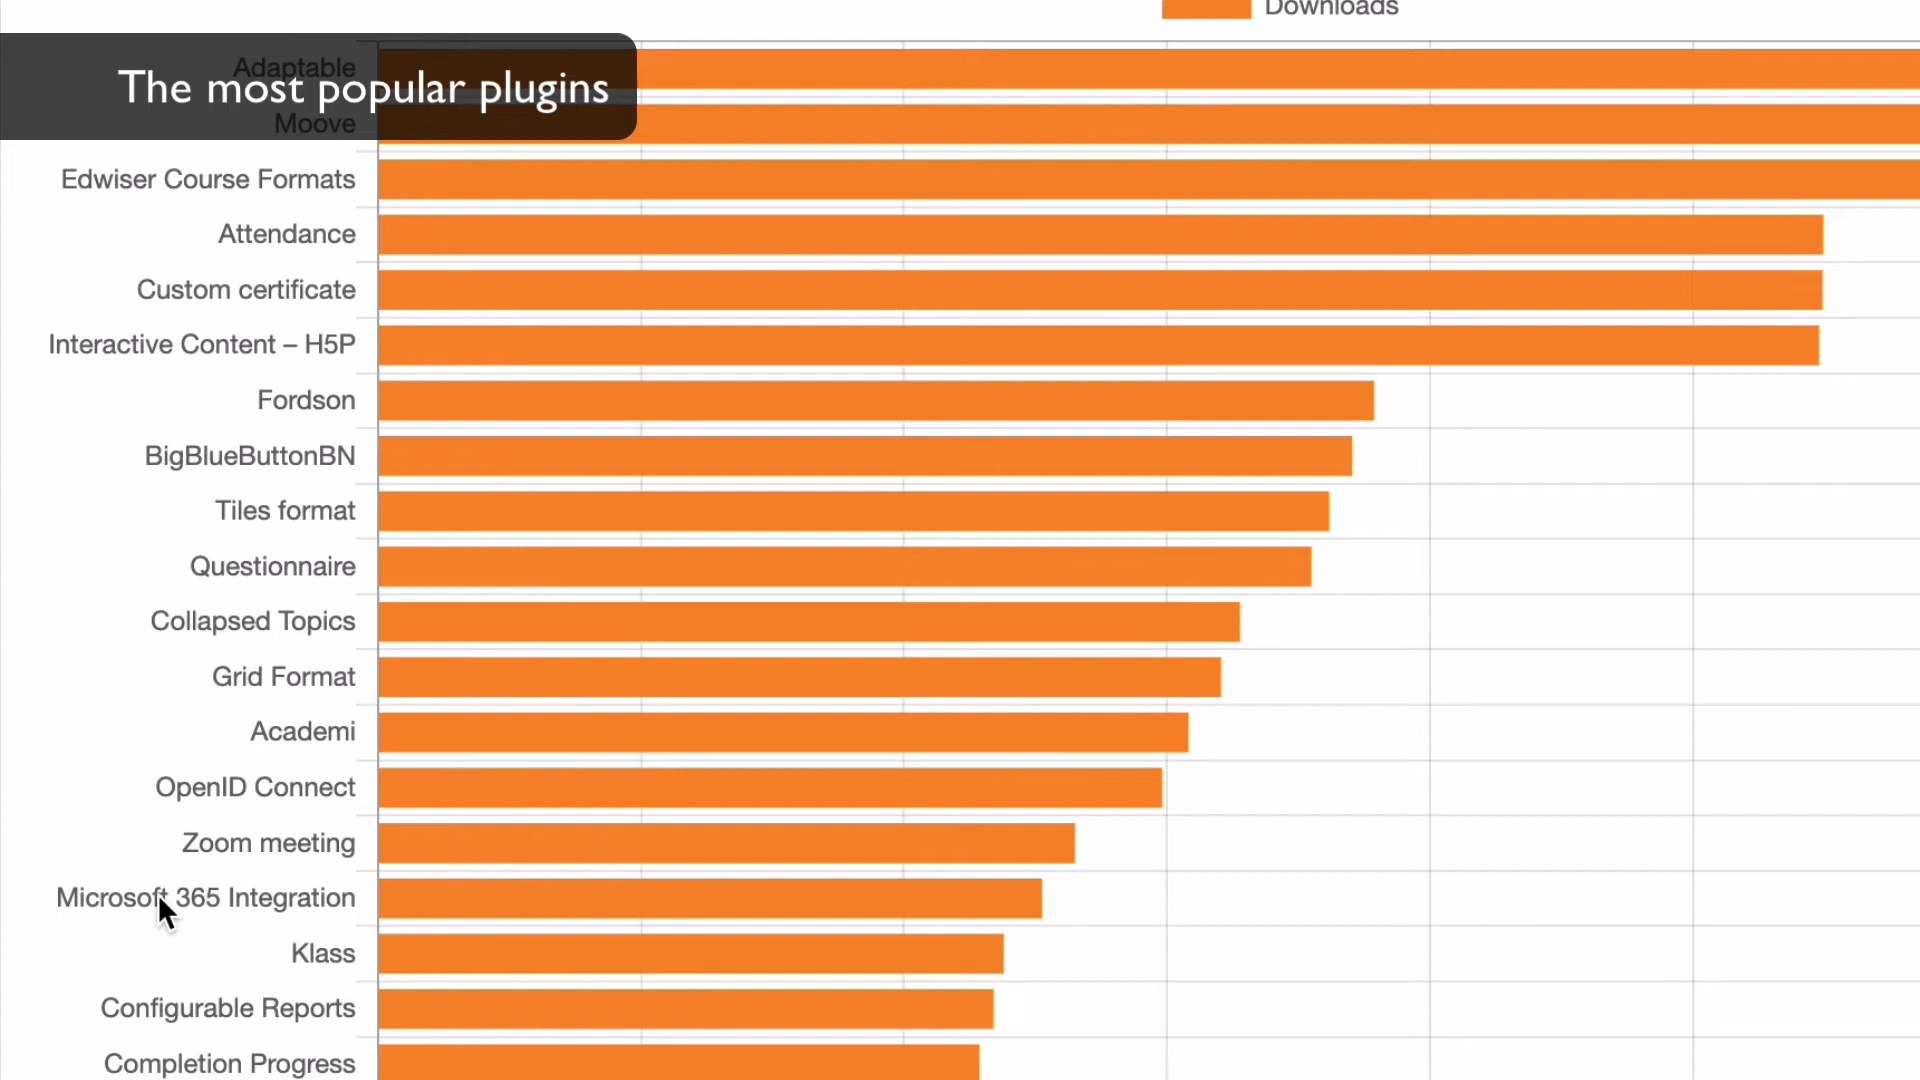 Downloads
Adaptable
The most popular plugins
Moove
Edwiser Course Formats
Attendance
Custom certificate
Interactive Content – H5P
Fordson
BigBlueButtonBN
Tiles format
Questionnaire
Collapsed Topics
Grid Format
Academi
OpenID Connect
Zoom meeting
Microsoft 365 Integration
Klass
Configurable Reports
Completion Progress